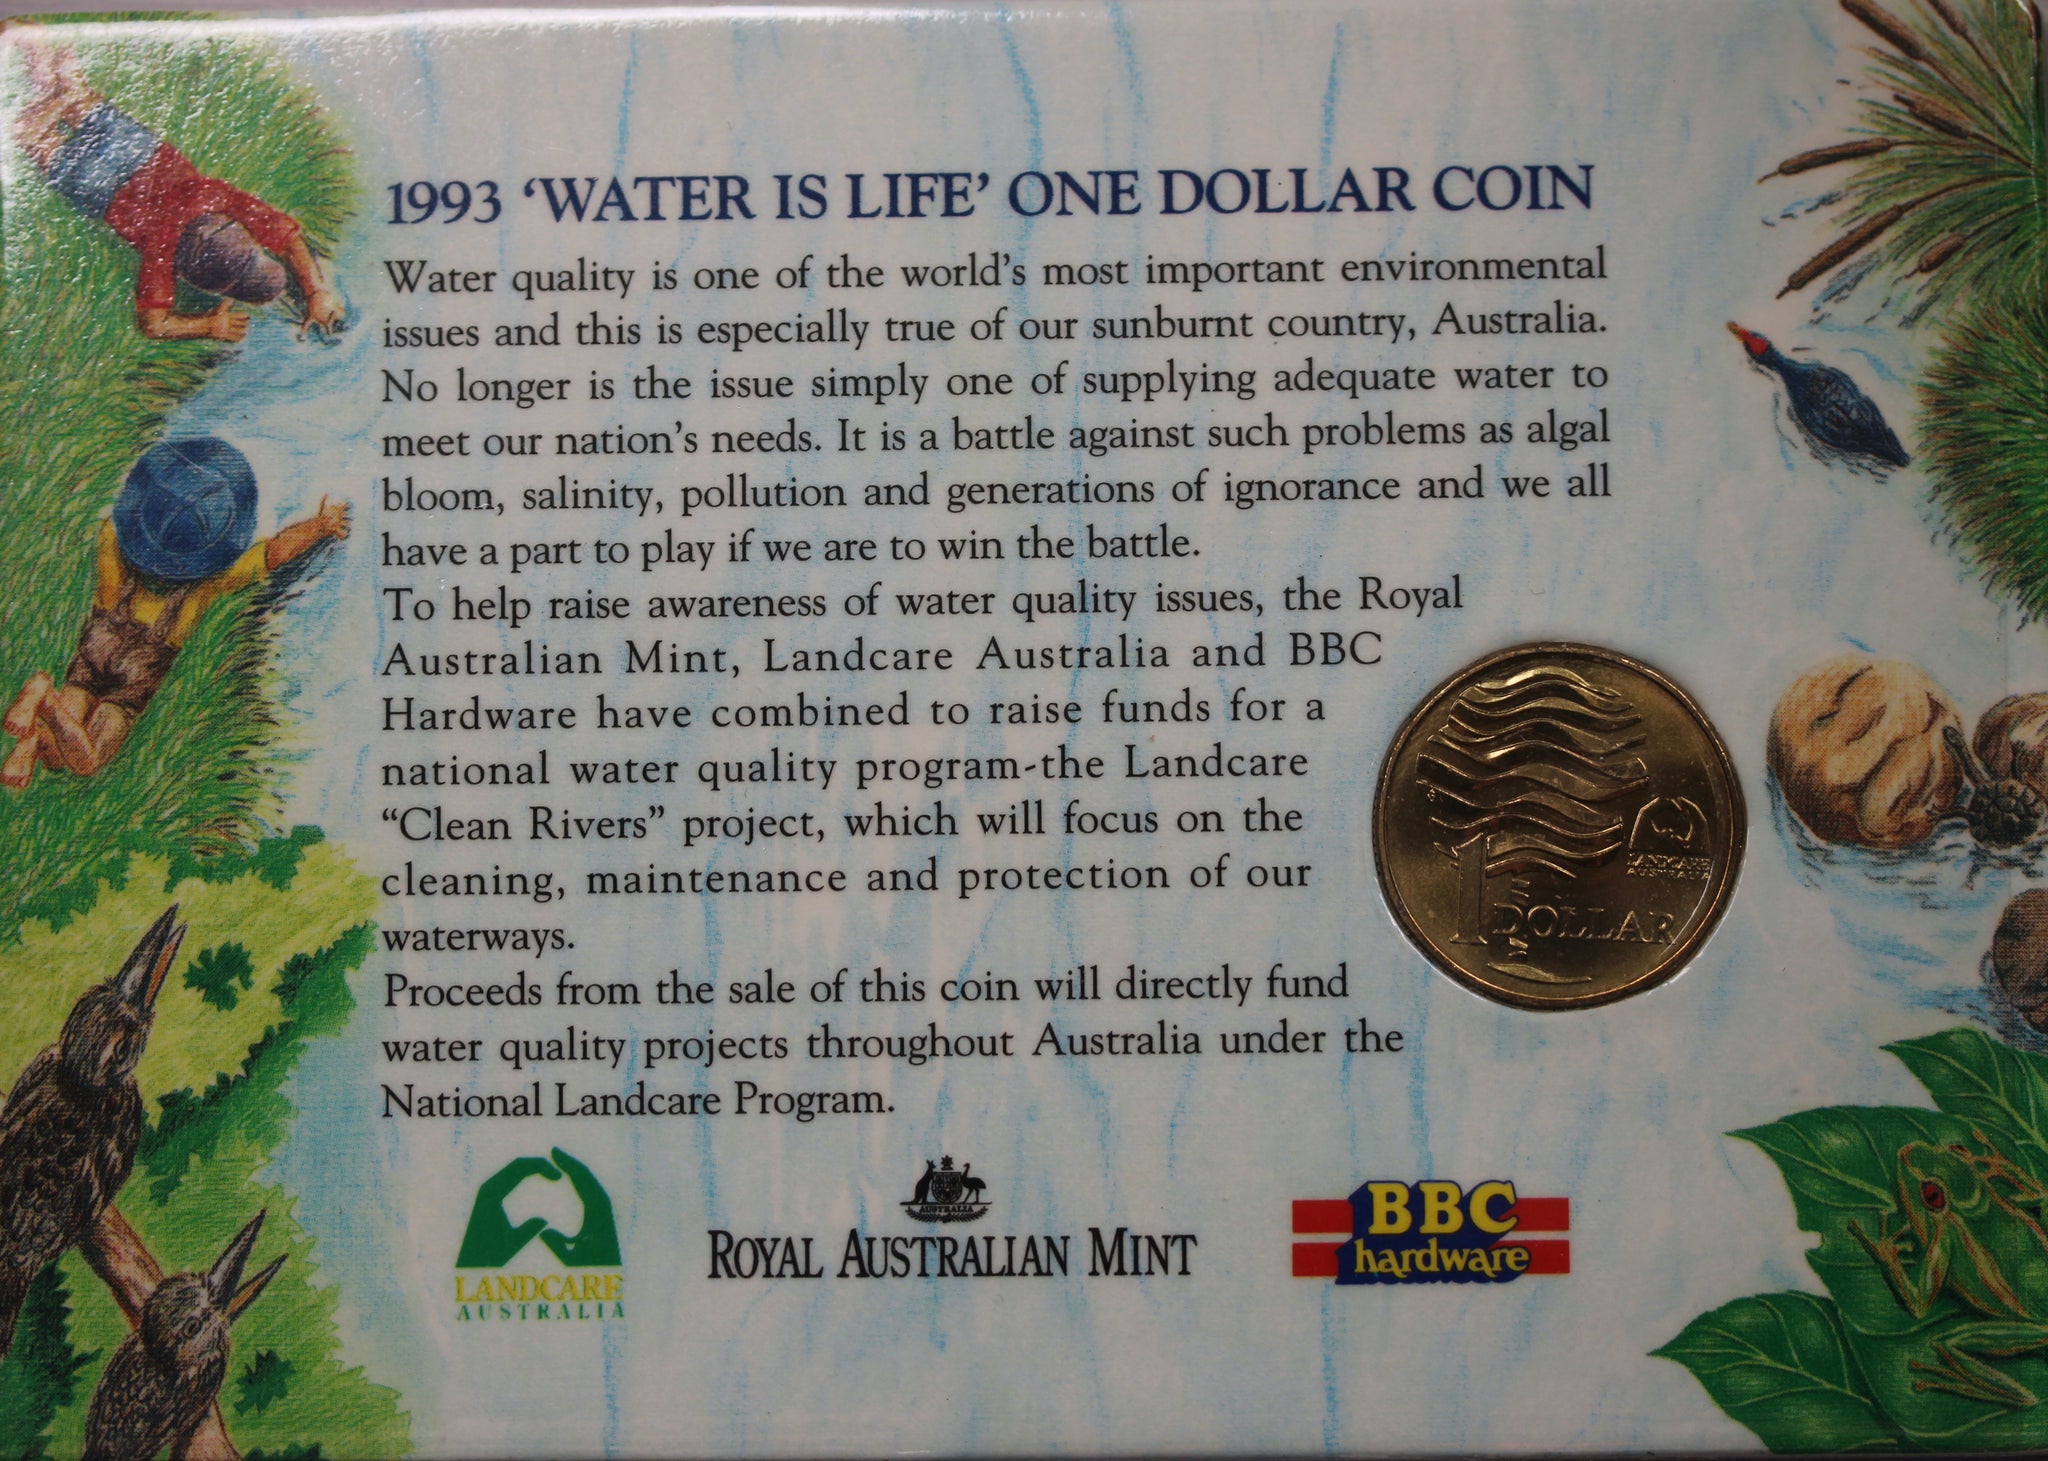 1993 ‘WATER IS LIFE’ ONE DOLLAR COIN
Water quality is one of the world’s most important environmental
issues and this is especially true of our sunburnt country, Australia.
No longer is the issue simply one of supplying adequate water to
meet our nation’s needs. It is a battle against such problems as algal
bloom, salinity, pollution and generations of ignorance and we all
have a part to play if we are to win the battle.
To help raise awareness of water quality issues, the Royal
Australian Mint, Landcare Australia and BBC
Hardware have combined to raise funds for a
national water quality program-the Landcare
“Clean Rivers” project, which will focus on the
cleaning, maintenance and protection of our
waterways.
Proceeds from the sale of this coin will directly fund
water quality projects throughout Australia under the
National Landcare Program.
LANDCARE
AUSTRALIA
1 DOLLAR
LANDCARE
AUSTRALIA
AUSTRALIA
ROYAL AUSTRALIAN MINT
BBC
hardware